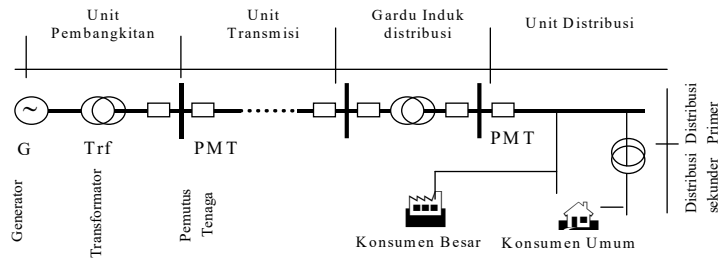 Unit
Pembangkitan
Unit
Transmisi
Gardu Induk
distribusi
Unit Distribusi
~
G
Trf
PMT
PMT
Generator
Transformator
Pemutus
Tenaga
Konsumen Besar
Konsumen Umum
Distribusi Distribusi
sekunder Primer